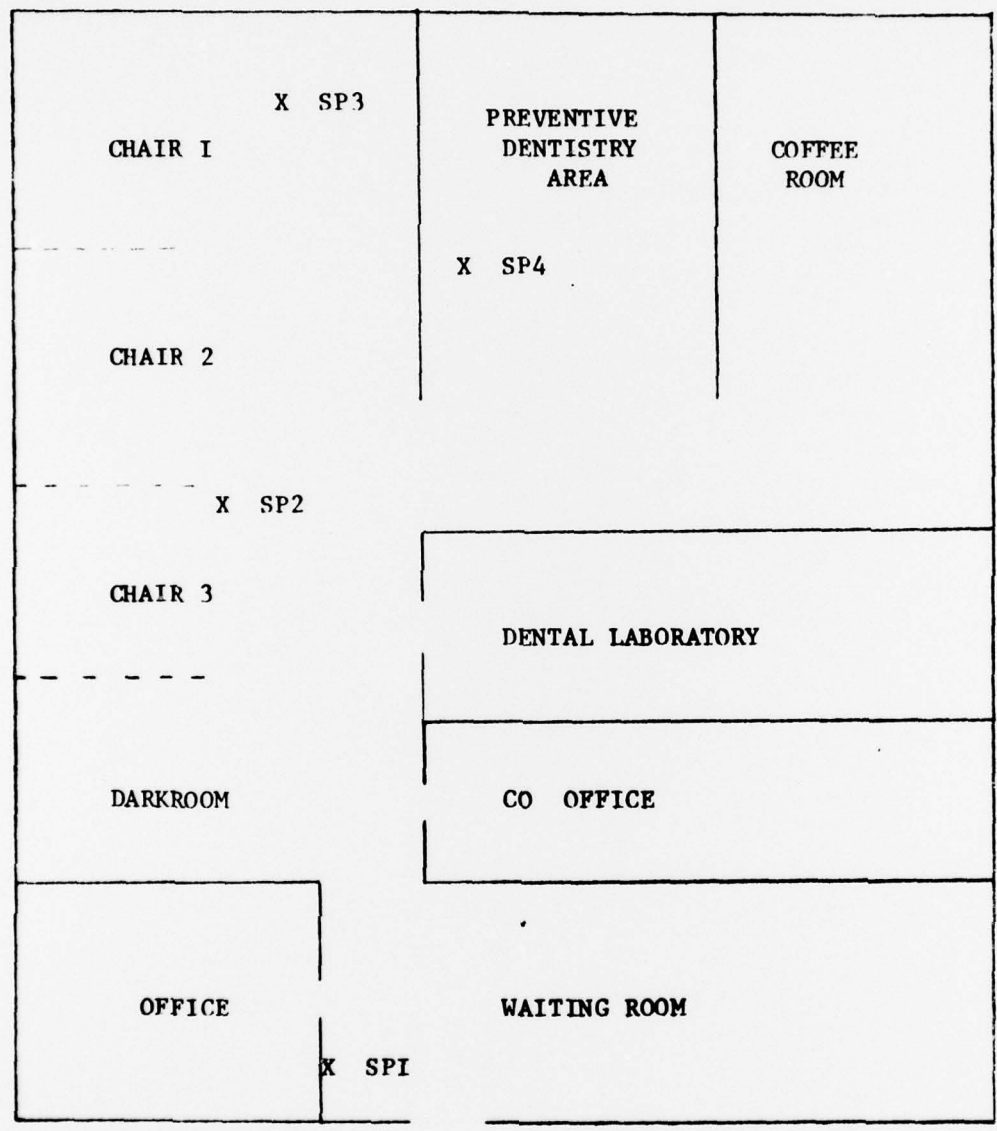 X SP3
CHAIR I
PREVENTIVE
DENTISTRY
AREA
COFFEE
ROOM
X SP4
CHAIR 2
X SP2
CHAIR 3
DENTAL LABORATORY
DARKROOM
CO OFFICE
OFFICE
WAITING ROOM
X SPI